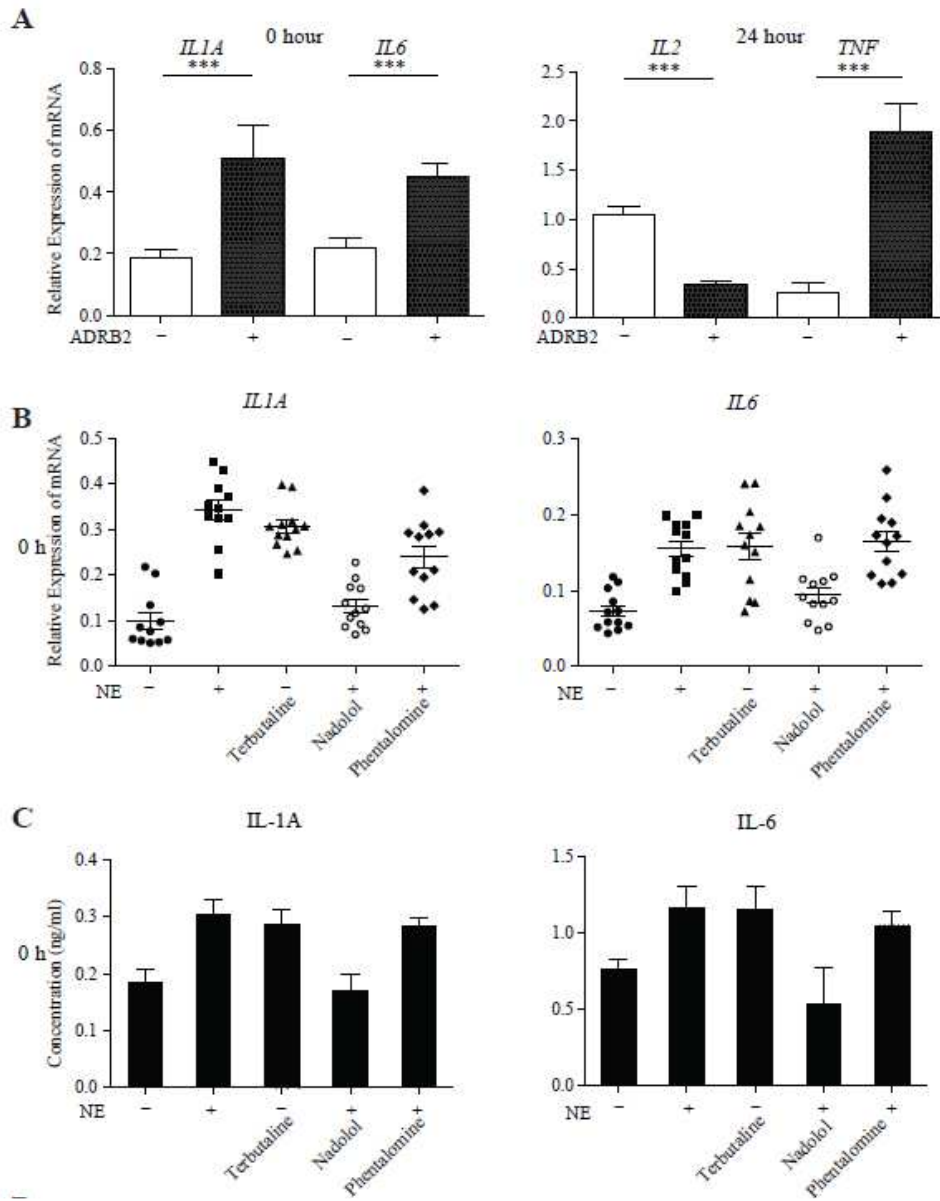 A
0 hour
IL1A IL6
*** ***
Relative Expression of mRNA
0.8
0.6
0.4
0.2
0.0
ADRB2 – + – +
24 hour
IL2 TNF
*** ***
2.5
2.0
1.5
1.0
0.5
0.0
ADRB2 – + – +
B
0 h
IL1A
Relative Expression of mRNA
0.5
0.4
0.3
0.2
0.1
0.0
NE – + – + +
Terbutaline
Nadolol
Phentalomine
IL6
0.3
0.2
0.1
0.0
NE – + – + +
Terbutaline
Nadolol
Phentalomine
C
0 h
IL-1A
Concentration (ng/ml)
0.4
0.3
0.2
0.1
0.0
NE – + – + +
Terbutaline
Nadolol
Phentalomine
IL-6
1.5
1.0
0.5
0.0
NE – + – + +
Terbutaline
Nadolol
Phentalomine